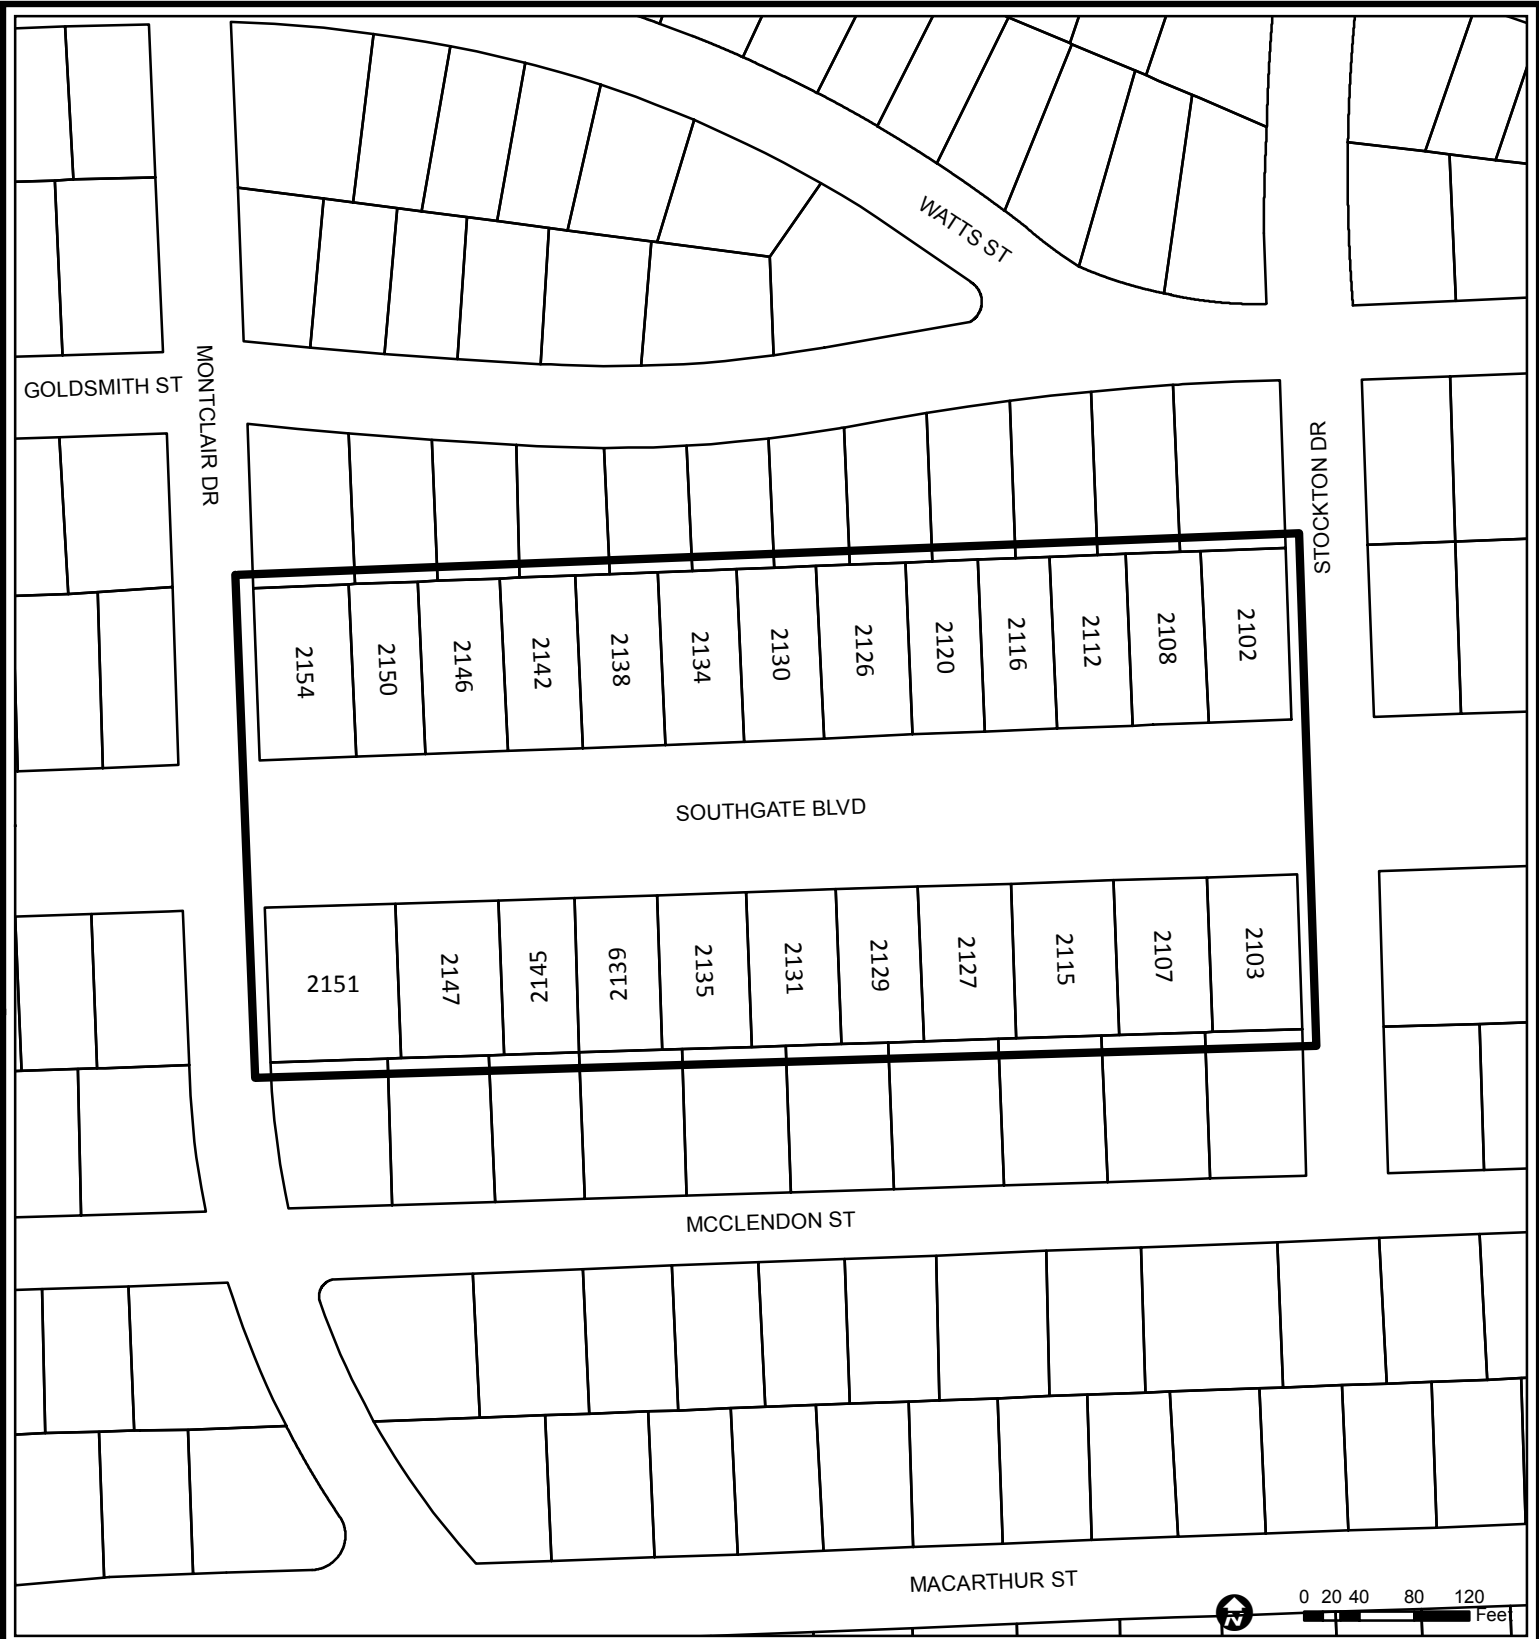 WATTS ST
GOLDSMITH ST
MONTCLAIR DR
STOCKTON DR
2154
2150
2146
2142
2138
2134
2130
2126
2120
2116
2112
2108
2102
SOUTHGATE BLVD
2151
2147
2145
2139
2135
2131
2129
2127
2115
2107
2103
MCCLENDON ST
MACARTHUR ST
N
0 20 40 80 120
Feet